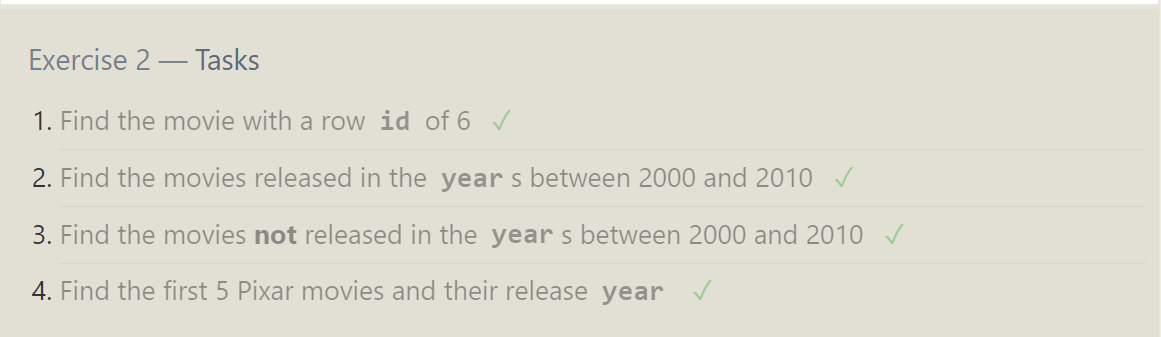 Exercise 2 — Tasks
1. Find the movie with a row id of 6 ✓
2. Find the movies released in the year s between 2000 and 2010 ✓
3. Find the movies not released in the year s between 2000 and 2010 ✓
4. Find the first 5 Pixar movies and their release year ✓